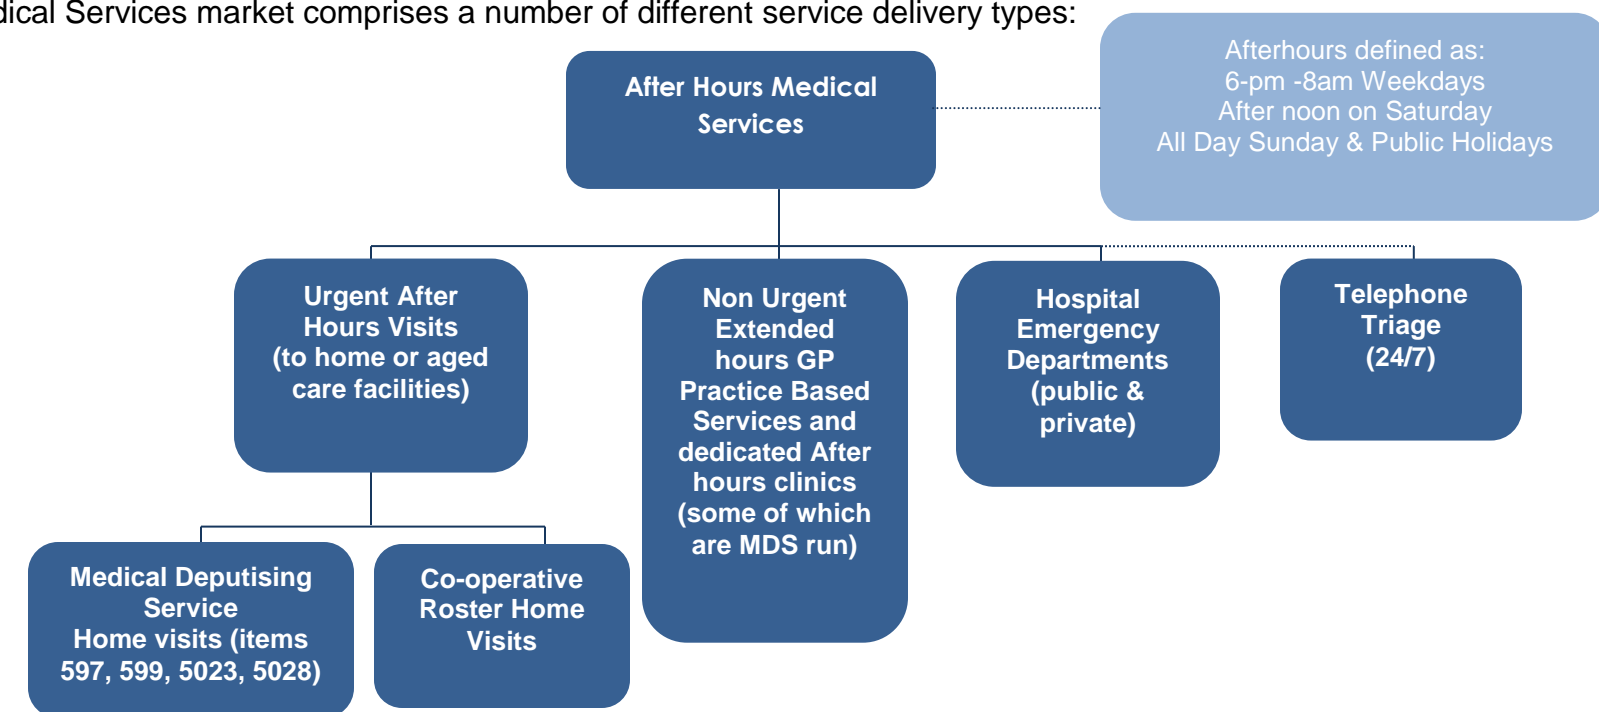 dical Services market comprises a number of different service delivery types:
After Hours Medical
Services
Afterhours defined as:
6-pm -8am Weekdays
After noon on Saturday
All Day Sunday & Public Holidays
Urgent After
Hours Visits
(to home or aged
care facilities)
Non Urgent
Extended
hours GP
Practice Based
Services and
dedicated After
hours clinics
(some of which
are MDS run)
Hospital
Emergency
Departments
(public &
private)
Telephone
Triage
(24/7)
Medical Deputising
Service
Home visits (items
597, 599, 5023, 5028)
Co-operative
Roster Home
Visits